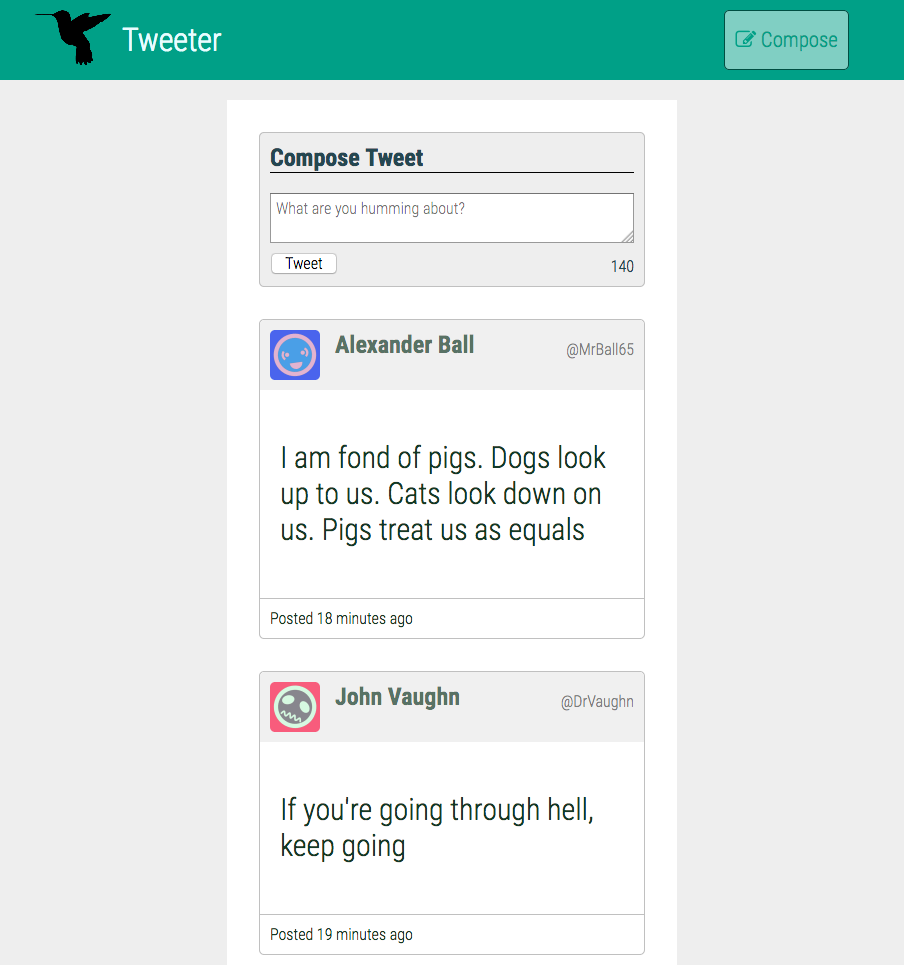 Tweeter
Compose
Compose Tweet
What are you humming about?
Tweet
140
Alexander Ball
@MrBall65
I am fond of pigs. Dogs look
up to us. Cats look down on
us. Pigs treat us as equals
Posted 18 minutes ago
John Vaughn
@DrVaughn
If you're going through hell,
keep going
Posted 19 minutes ago